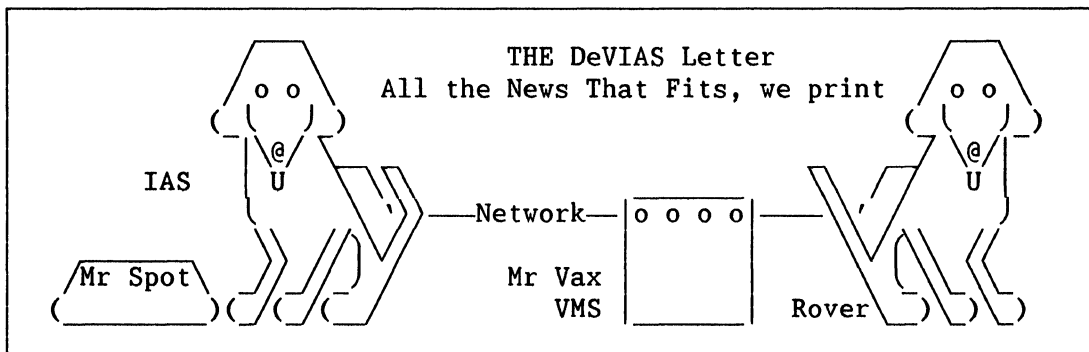 THE DeVIAS Letter
All the News That Fits, we print
IAS
Network
Mr Spot
Mr Vax
VMS
Rover